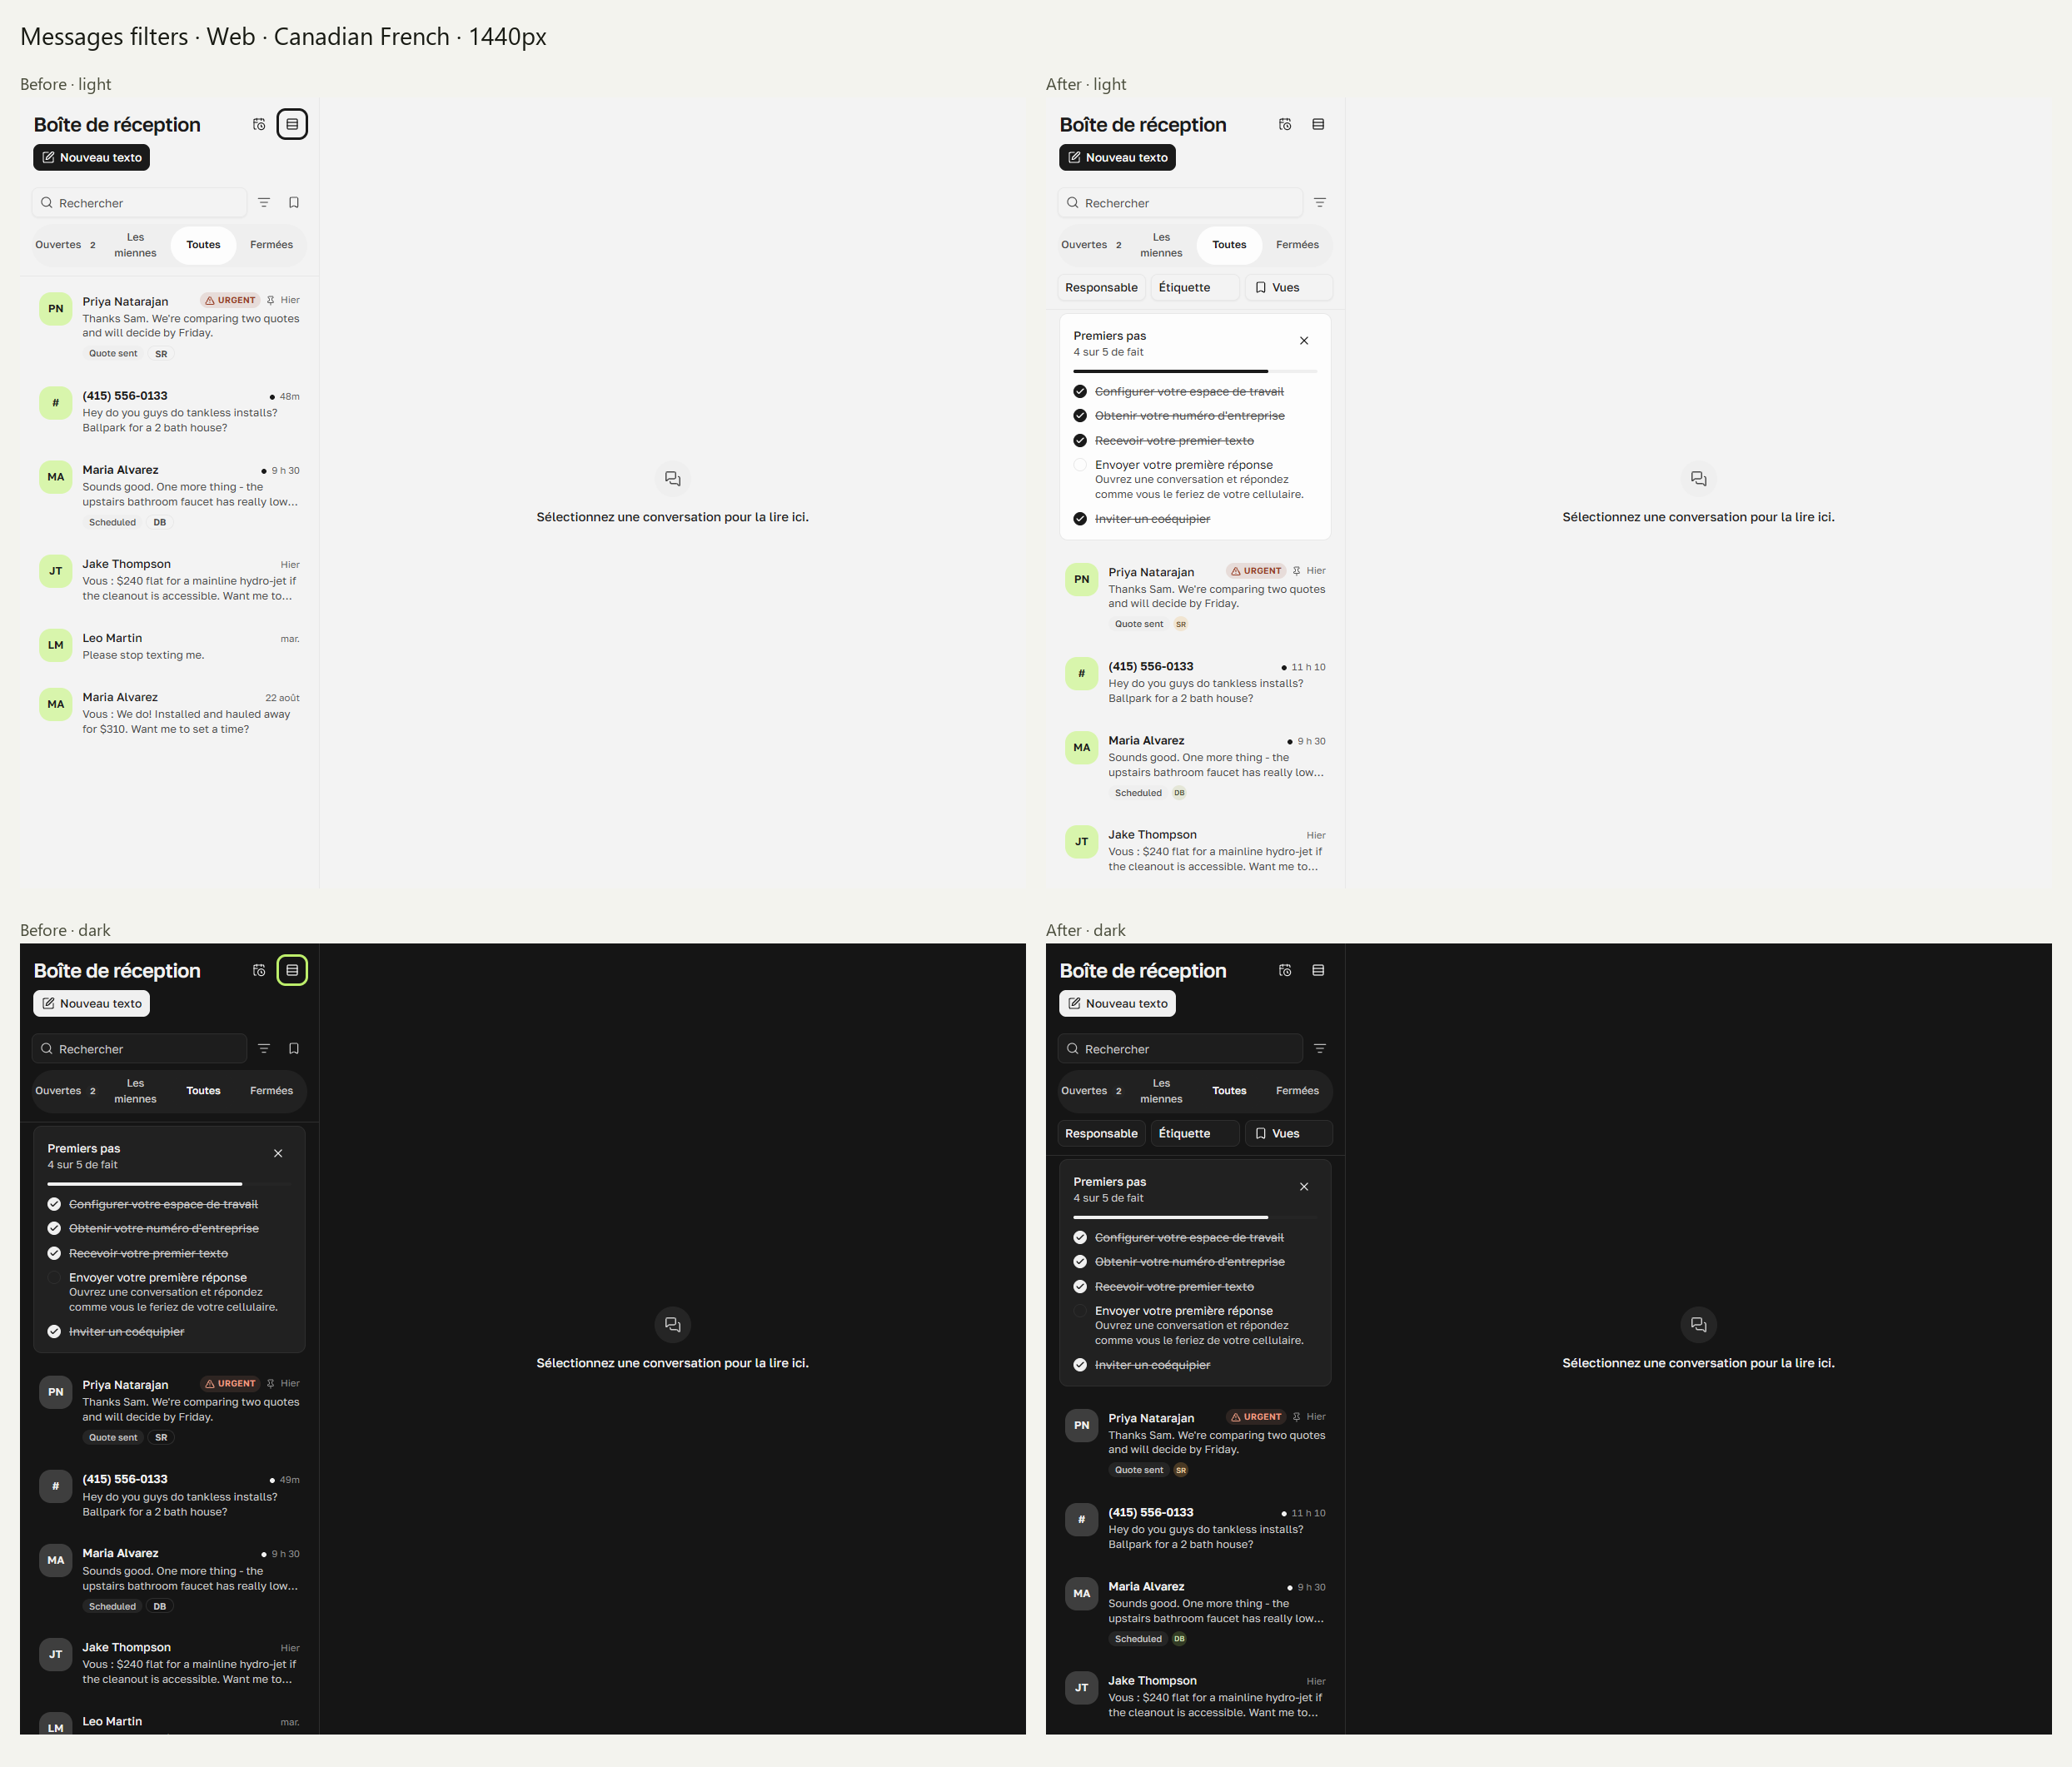 Messages filters · Web · Canadian French · 1440px
Before · light
Boîte de réception
Nouveau texto
Rechercher
Ouvertes 2
Les miennes
Toutes
Fermées
PN
Priya Natarajan
URGENT
Hier
Thanks Sam. We're comparing two quotes
and will decide by Friday.
Quote sent
SR
#
(415) 556-0133
48m
Hey do you guys do tankless installs?
Ballpark for a 2 bath house?
MA
Maria Alvarez
9 h 30
Sounds good. One more thing - the
upstairs bathroom faucet has really low...
Scheduled
DB
JT
Jake Thompson
Hier
Vous : $240 flat for a mainline hydro-jet if
the cleanout is accessible. Want me to...
LM
Leo Martin
mar.
Please stop texting me.
MA
Maria Alvarez
22 août
Vous : We do! Installed and hauled away
for $310. Want me to set a time?
Sélectionnez une conversation pour la lire ici.
After · light
Boîte de réception
Nouveau texto
Rechercher
Ouvertes 2
Les miennes
Toutes
Fermées
Responsable
Étiquette
Vues
Premiers pas
4 sur 5 de fait
Configurer votre espace de travail
Obtenir votre numéro d'entreprise
Recevoir votre premier texto
Envoyer votre première réponse
Ouvrez une conversation et répondez
comme vous le feriez de votre cellulaire.
Inviter un coéquipier
PN
Priya Natarajan
URGENT
Hier
Thanks Sam. We're comparing two quotes
and will decide by Friday.
Quote sent
SR
#
(415) 556-0133
11 h 10
Hey do you guys do tankless installs?
Ballpark for a 2 bath house?
MA
Maria Alvarez
9 h 30
Sounds good. One more thing - the
upstairs bathroom faucet has really low...
Scheduled
DB
JT
Jake Thompson
Hier
Vous : $240 flat for a mainline hydro-jet if
the cleanout is accessible. Want me to...
Sélectionnez une conversation pour la lire ici.
Before · dark
Boîte de réception
Nouveau texto
Rechercher
Ouvertes 2
Les miennes
Toutes
Fermées
Premiers pas
4 sur 5 de fait
Configurer votre espace de travail
Obtenir votre numéro d'entreprise
Recevoir votre premier texto
Envoyer votre première réponse
Ouvrez une conversation et répondez
comme vous le feriez de votre cellulaire.
Inviter un coéquipier
PN
Priya Natarajan
URGENT
Hier
Thanks Sam. We're comparing two quotes
and will decide by Friday.
Quote sent
SR
#
(415) 556-0133
49m
Hey do you guys do tankless installs?
Ballpark for a 2 bath house?
MA
Maria Alvarez
9 h 30
Sounds good. One more thing - the
upstairs bathroom faucet has really low...
Scheduled
DB
JT
Jake Thompson
Hier
Vous : $240 flat for a mainline hydro-jet if
the cleanout is accessible. Want me to...
LM
Leo Martin
mar.
Sélectionnez une conversation pour la lire ici.
After · dark
Boîte de réception
Nouveau texto
Rechercher
Ouvertes 2
Les miennes
Toutes
Fermées
Responsable
Étiquette
Vues
Premiers pas
4 sur 5 de fait
Configurer votre espace de travail
Obtenir votre numéro d'entreprise
Recevoir votre premier texto
Envoyer votre première réponse
Ouvrez une conversation et répondez
comme vous le feriez de votre cellulaire.
Inviter un coéquipier
PN
Priya Natarajan
URGENT
Hier
Thanks Sam. We're comparing two quotes
and will decide by Friday.
Quote sent
SR
#
(415) 556-0133
11 h 10
Hey do you guys do tankless installs?
Ballpark for a 2 bath house?
MA
Maria Alvarez
9 h 30
Sounds good. One more thing - the
upstairs bathroom faucet has really low...
Scheduled
DB
JT
Jake Thompson
Hier
Vous : $240 flat for a mainline hydro-jet if
the cleanout is accessible. Want me to...
Sélectionnez une conversation pour la lire ici.